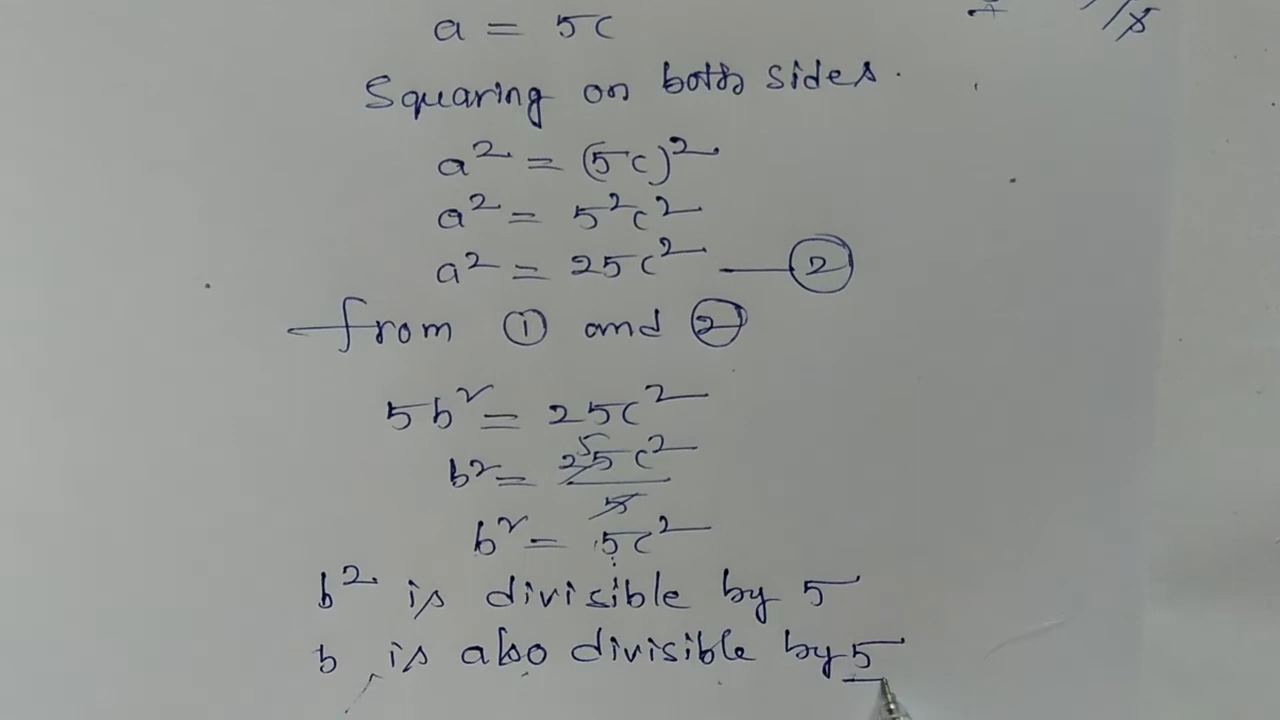 a = 5c
Squaring on both sides.
a² = (5c)²
a² = 5²c²
a² = 25c² — ②
from ① and ②
5b² = 25c²
b² = 25c² / 5
5
b² = 5c²
b² is divisible by 5
b is also divisible by 5